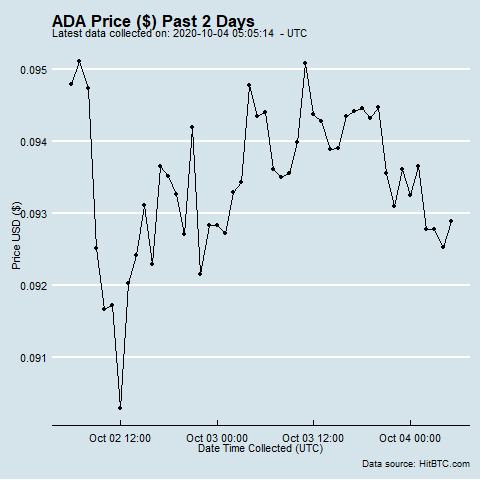 ADA Price ($) Past 2 Days
Latest data collected on: 2020-10-04 05:05:14  - UTC
0.095
0.094
0.093
0.092
0.091
Price USD ($)
Oct 02 12:00 Oct 03 00:00 Oct 03 12:00 Oct 04 00:00
Date Time Collected (UTC)
Data source: HitBTC.com